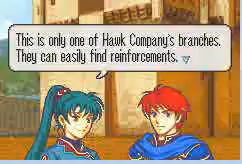 This is only one of Hawk Company's branches.
They can easily find reinforcements.